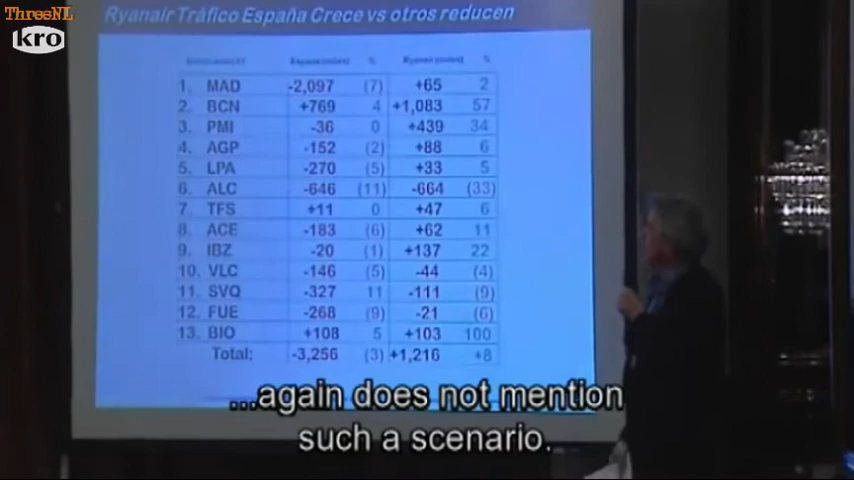 ThreeNL
kro
Ryanair Tráfico España Crece vs otros reducen
% %
1. MAD -2,097 (7) +65 2
2. BCN +769 4 +1,083 57
3. PMI -36 0 +439 34
4. AGP -152 (2) +88 6
5. LPA -270 (5) +33 5
6. ALC -646 (11) -664 (33)
7. TFS +11 0 +47 6
8. ACE -183 (6) +62 11
9. IBZ -20 (1) +137 22
10. VLC -146 (5) -44 (4)
11. SVQ -327 11 -111 (9)
12. FUE -268 (9) -21 (6)
13. BIO +108 5 +103 100
Total: -3,256 (3) +1,216 +8
...again does not mention
such a scenario.